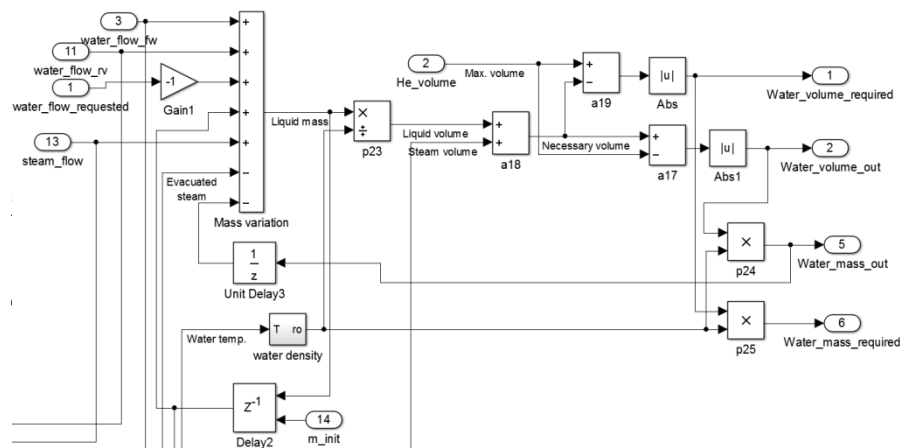 3
water_flow_fw
11
water_flow_rv
1
water_flow_requested
-1
Gain1
13
steam_flow
Evacuated
steam
+
+
+
+
+
−
−
Mass variation
Liquid mass
×
÷
p23
Liquid volume
Steam volume
+
+
a18
2
He_volume
Max. volume
+
−
a19
|u|
Abs
1
Water_volume_required
Necessary volume
+
−
a17
|u|
Abs1
2
Water_volume_out
×
p24
5
Water_mass_out
1
z
Unit Delay3
Water temp.
T ro
water density
×
p25
6
Water_mass_required
Z-1
Delay2
14
m_init